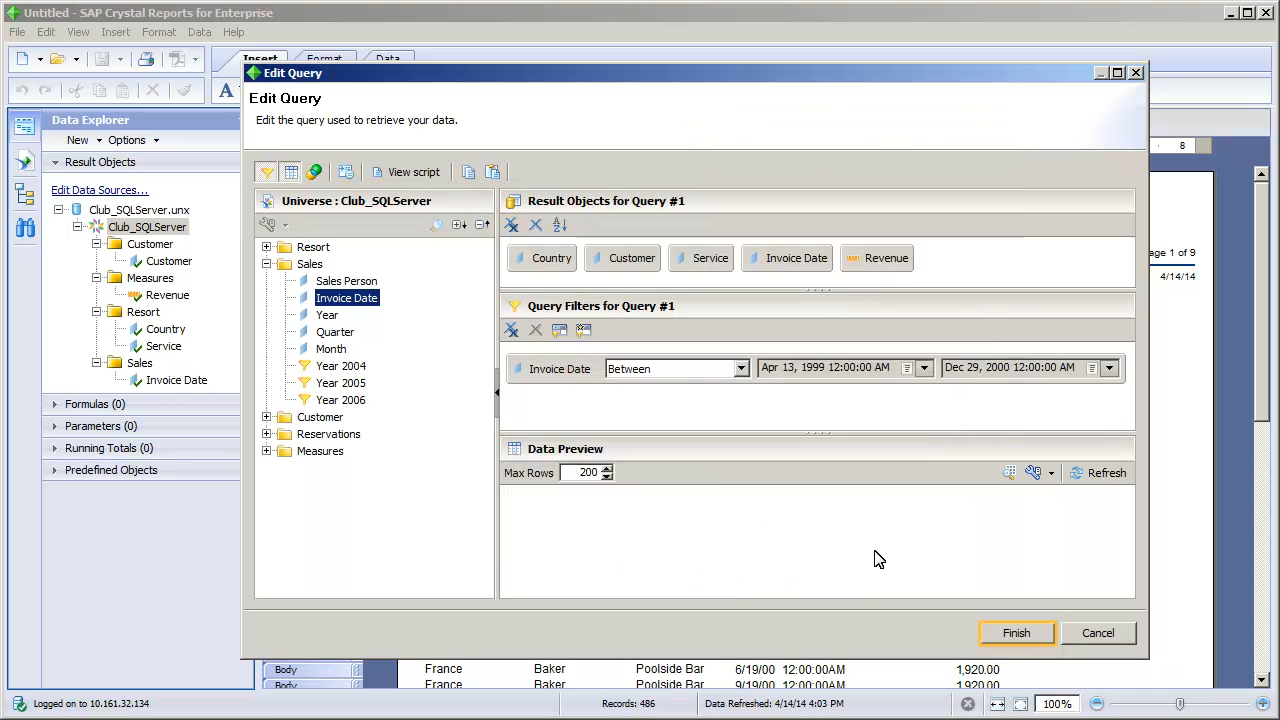 Untitled - SAP Crystal Reports for Enterprise
File Edit View Insert Format Data Help
Insert Format Data
Edit Query
Edit Query
Edit the query used to retrieve your data.
View script
Data Explorer
New Options
Result Objects
Edit Data Sources...
Club_SQLServer.unx
Club_SQLServer
Customer
Customer
Measures
Revenue
Resort
Country
Service
Sales
Invoice Date
Formulas (0)
Parameters (0)
Running Totals (0)
Predefined Objects
Universe : Club_SQLServer
Resort
Sales
Sales Person
Invoice Date
Year
Quarter
Month
Year 2004
Year 2005
Year 2006
Customer
Reservations
Measures
Result Objects for Query #1
Country Customer Service Invoice Date Revenue
Query Filters for Query #1
Invoice Date Between Apr 13, 1999 12:00:00 AM Dec 29, 2000 12:00:00 AM
Data Preview
Max Rows 200 Refresh
Finish Cancel
8
age 1 of 9
4/14/14
Body France Baker Poolside Bar 6/19/00 12:00:00AM 1,920.00
Body France Baker Poolside Bar 9/19/00 12:00:00AM 1,920.00
Logged on to 10.161.32.134 Records: 486 Data Refreshed: 4/14/14 4:03 PM 100%